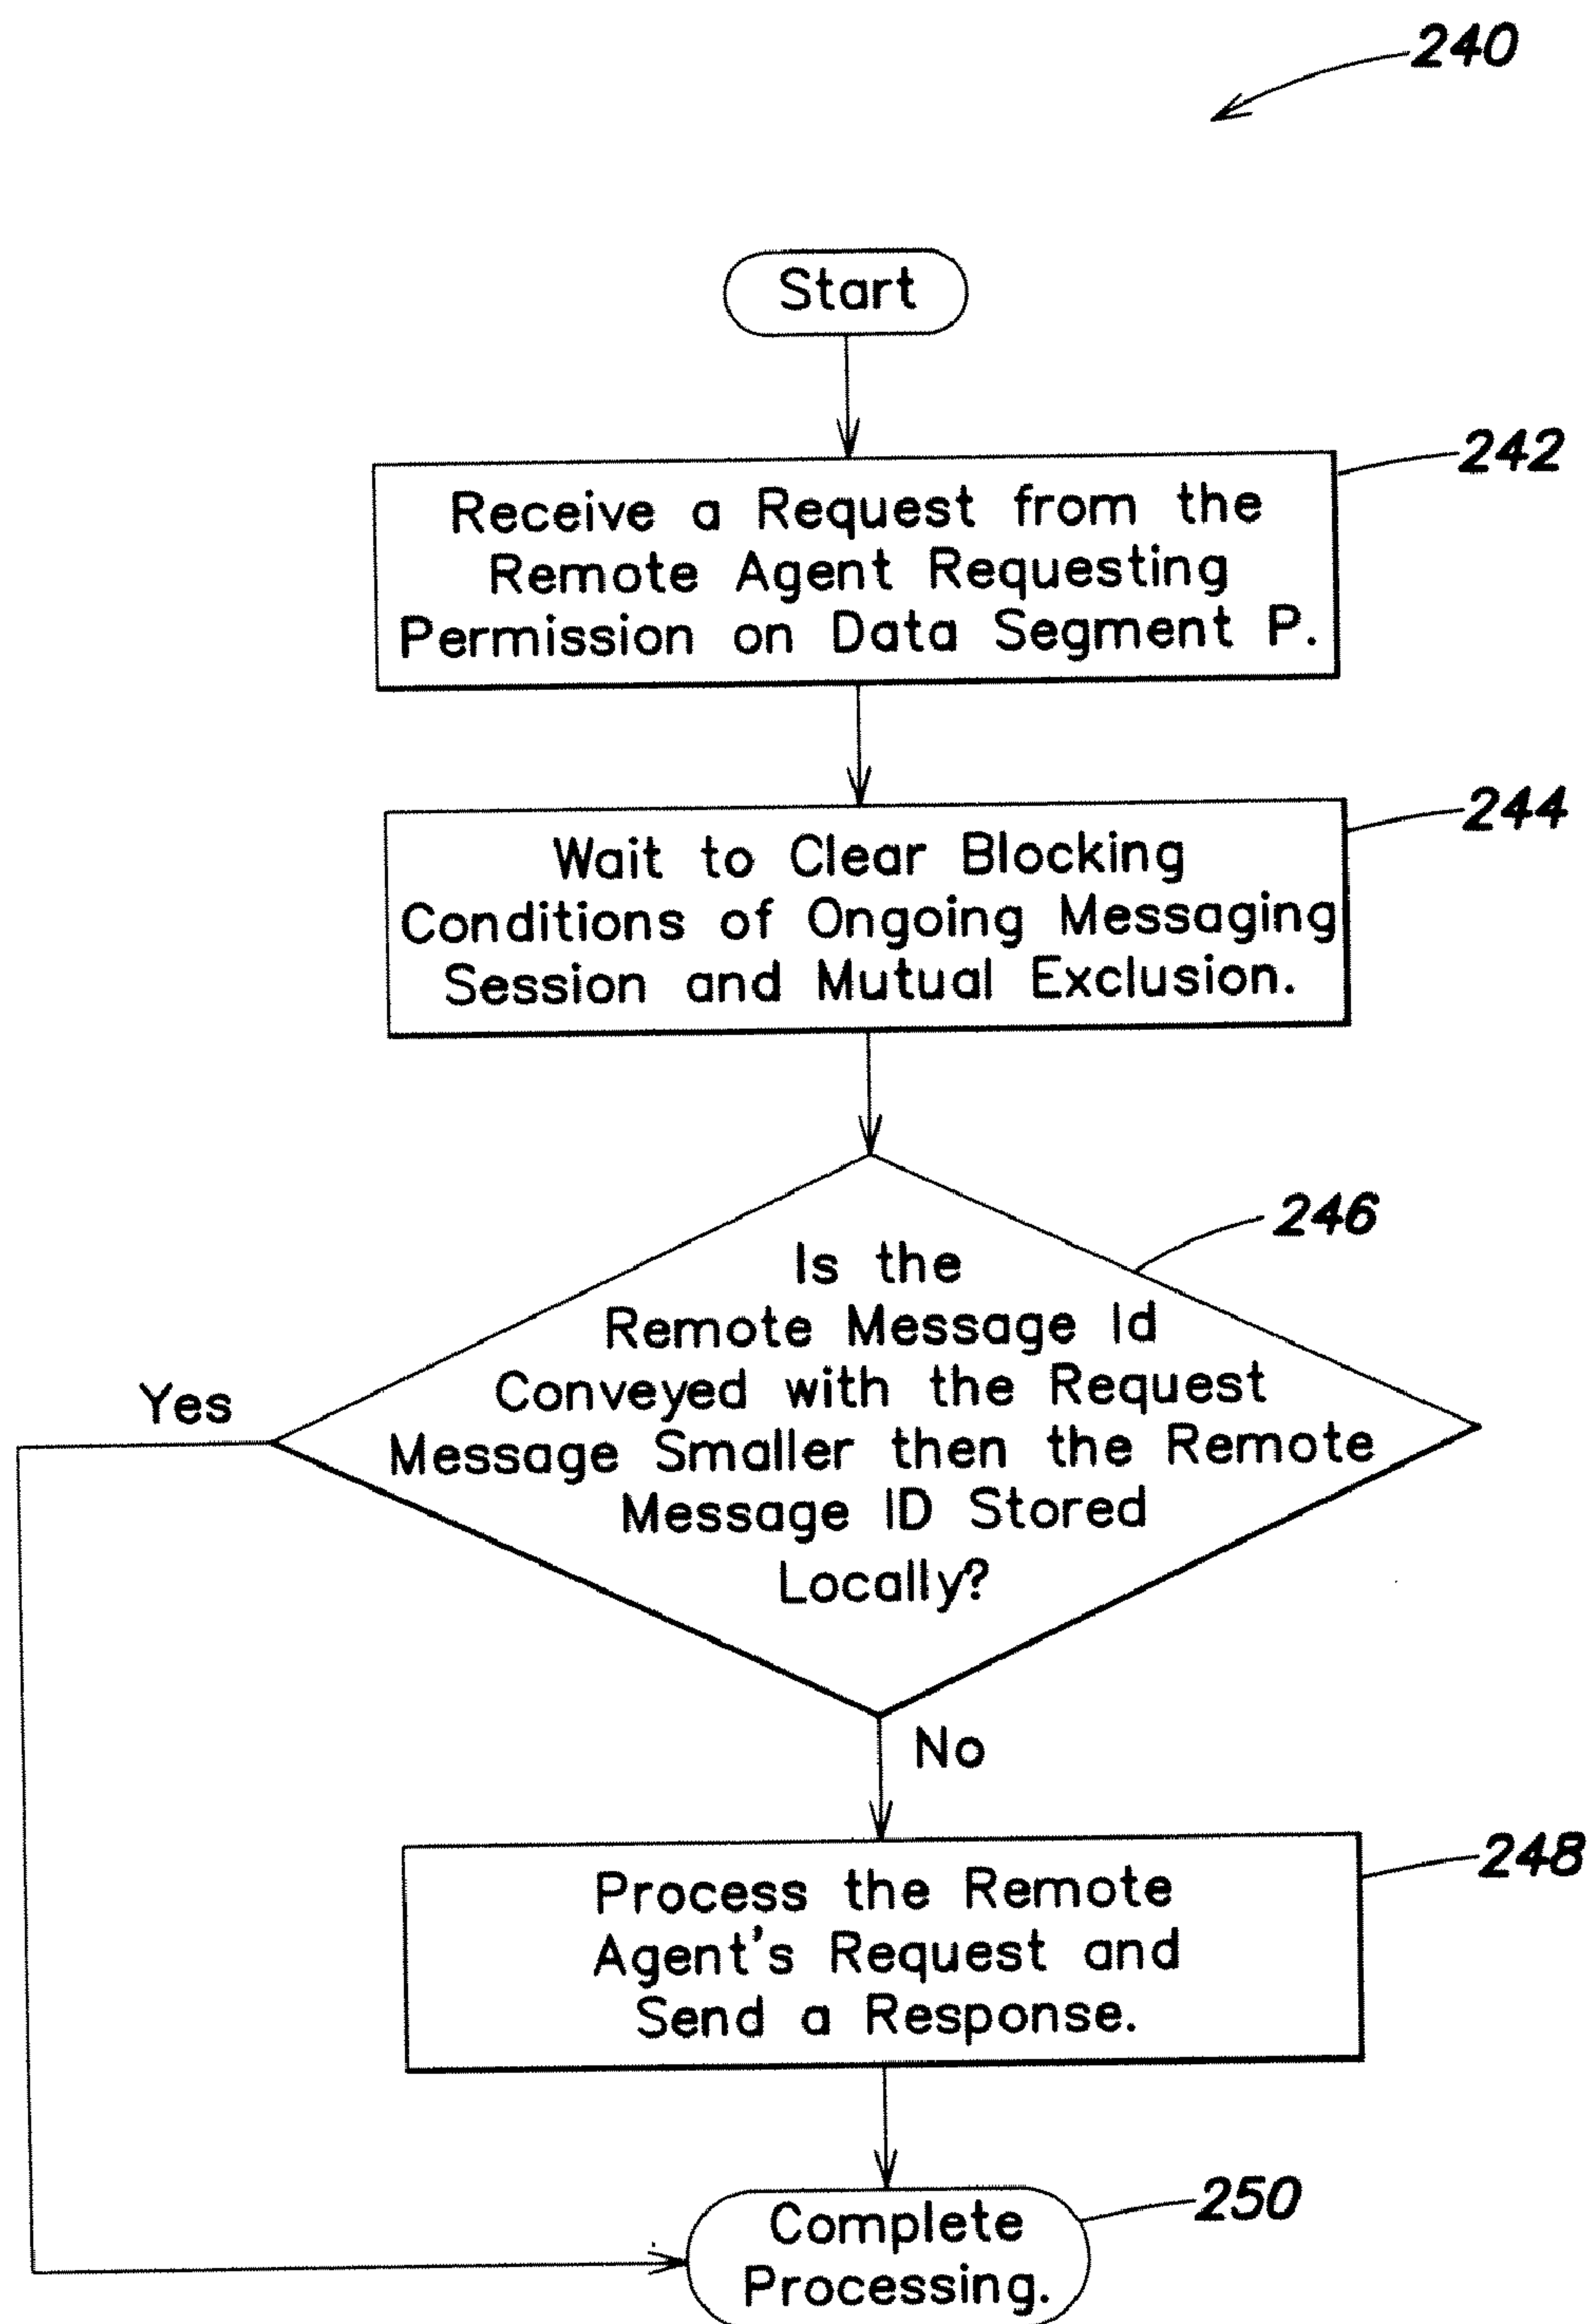 240
Start
242
Receive a Request from the
Remote Agent Requesting
Permission on Data Segment P.
244
Wait to Clear Blocking
Conditions of Ongoing Messaging
Session and Mutual Exclusion.
246
Is the
Remote Message Id
Conveyed with the Request
Message Smaller then the Remote
Message ID Stored
Locally?
Yes
No
248
Process the Remote
Agent's Request and
Send a Response.
250
Complete
Processing.